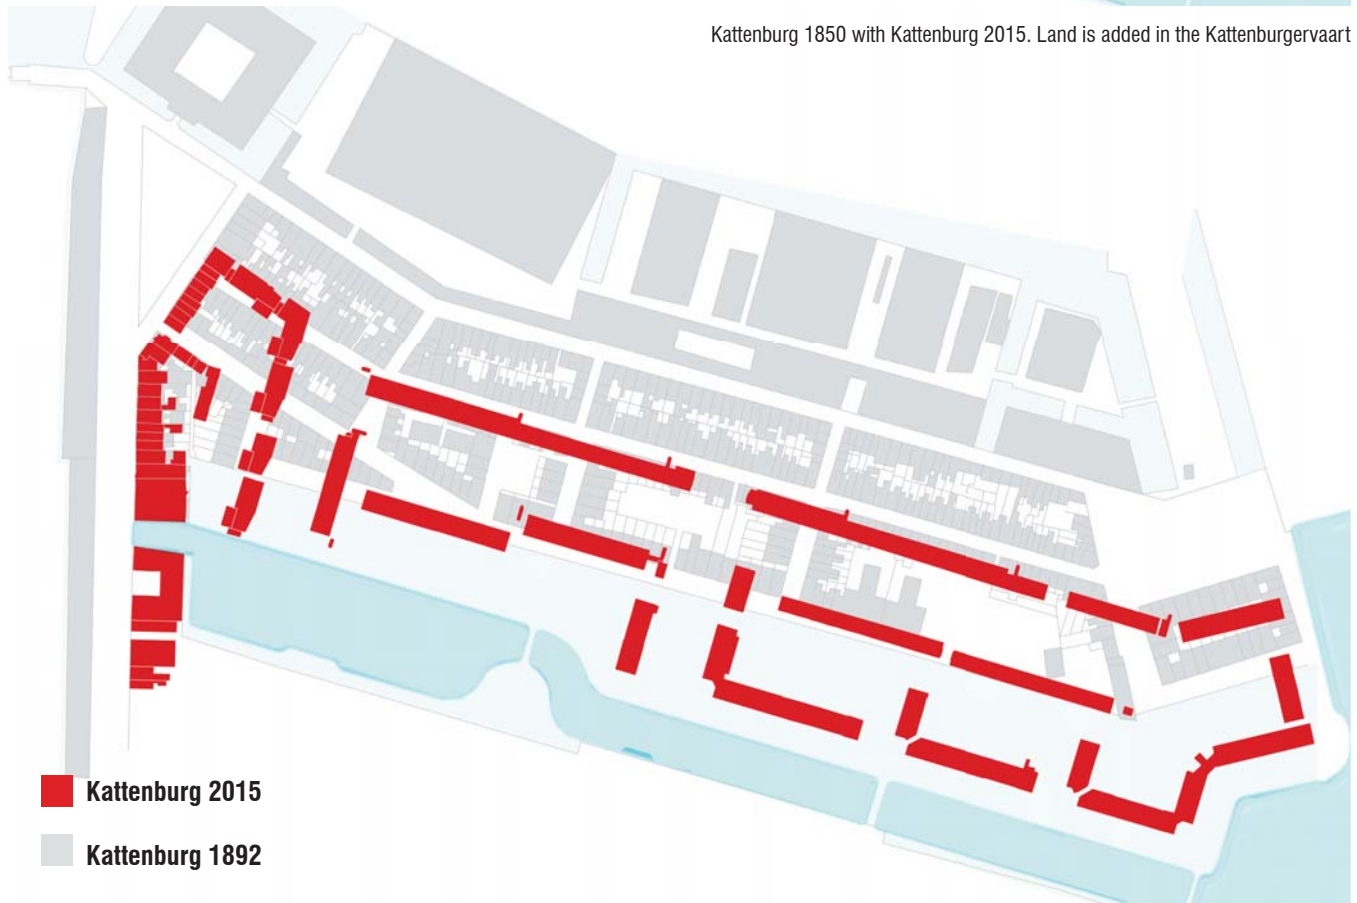 Kattenburg 1850 with Kattenburg 2015. Land is added in the Kattenburgervaart
Kattenburg 2015
Kattenburg 1892